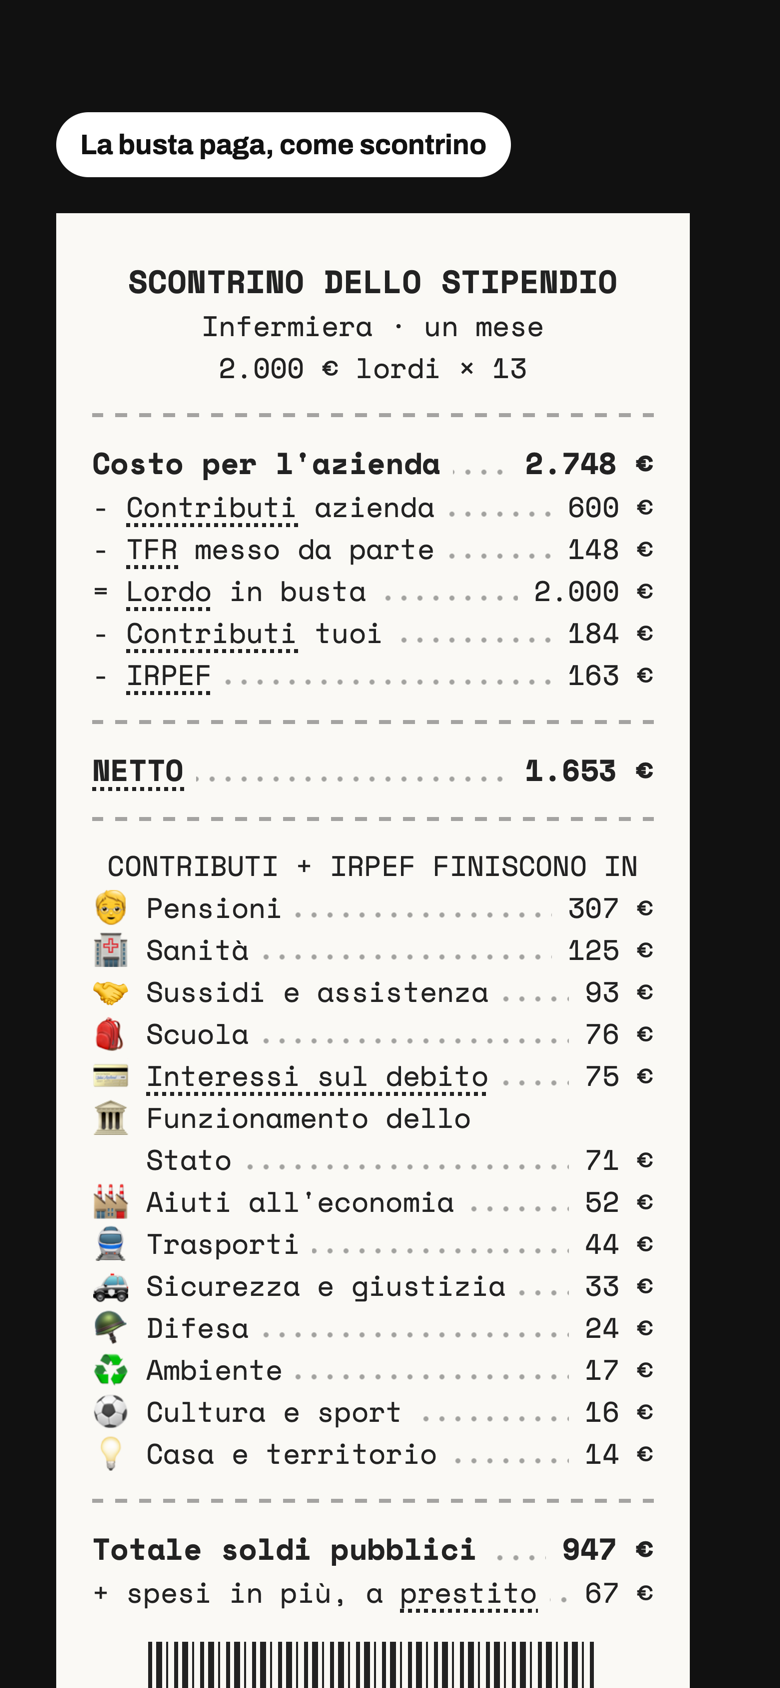 La busta paga, come scontrino
SCONTRINO DELLO STIPENDIO
Infermiera · un mese
2.000 € lordi × 13
Costo per l'azienda .... 2.748 €
- Contributi azienda ....... 600 €
- TFR messo da parte ....... 148 €
= Lordo in busta ......... 2.000 €
- Contributi tuoi .......... 184 €
- IRPEF ..................... 163 €
NETTO ................. 1.653 €
CONTRIBUTI + IRPEF FINISCONO IN
Pensioni ................ 307 €
Sanità .................. 125 €
Sussidi e assistenza ..... 93 €
Scuola ................... 76 €
Interessi sul debito ..... 75 €
Funzionamento dello
Stato .................... 71 €
Aiuti all'economia ....... 52 €
Trasporti ................ 44 €
Sicurezza e giustizia .... 33 €
Difesa ................... 24 €
Ambiente ................. 17 €
Cultura e sport .......... 16 €
Casa e territorio ........ 14 €
Totale soldi pubblici .... 947 €
+ spesi in più, a prestito .. 67 €